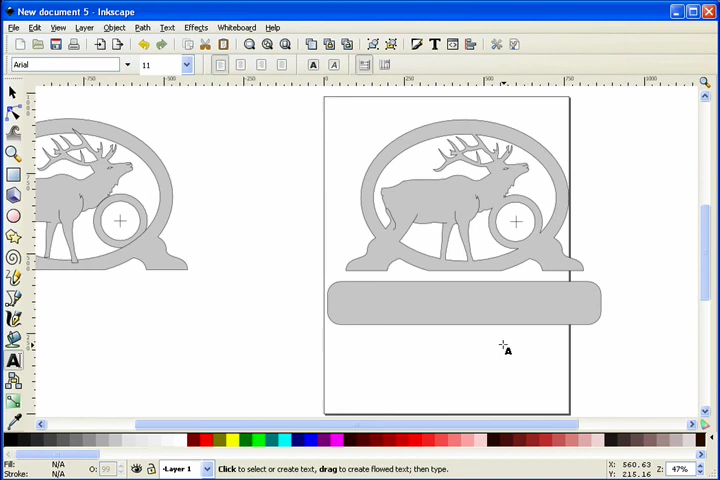 New document 5 - Inkscape
File Edit View Layer Object Path Text Effects Whiteboard Help
Arial 11 A A
-750 -500 0 250 500 750 1000
A
A
Fill: N/A
Stroke: N/A
O: 99
Layer 1
Click to select or create text, drag to create flowed text; then type.
X: 560.63
Y: 215.16
Z: 47%